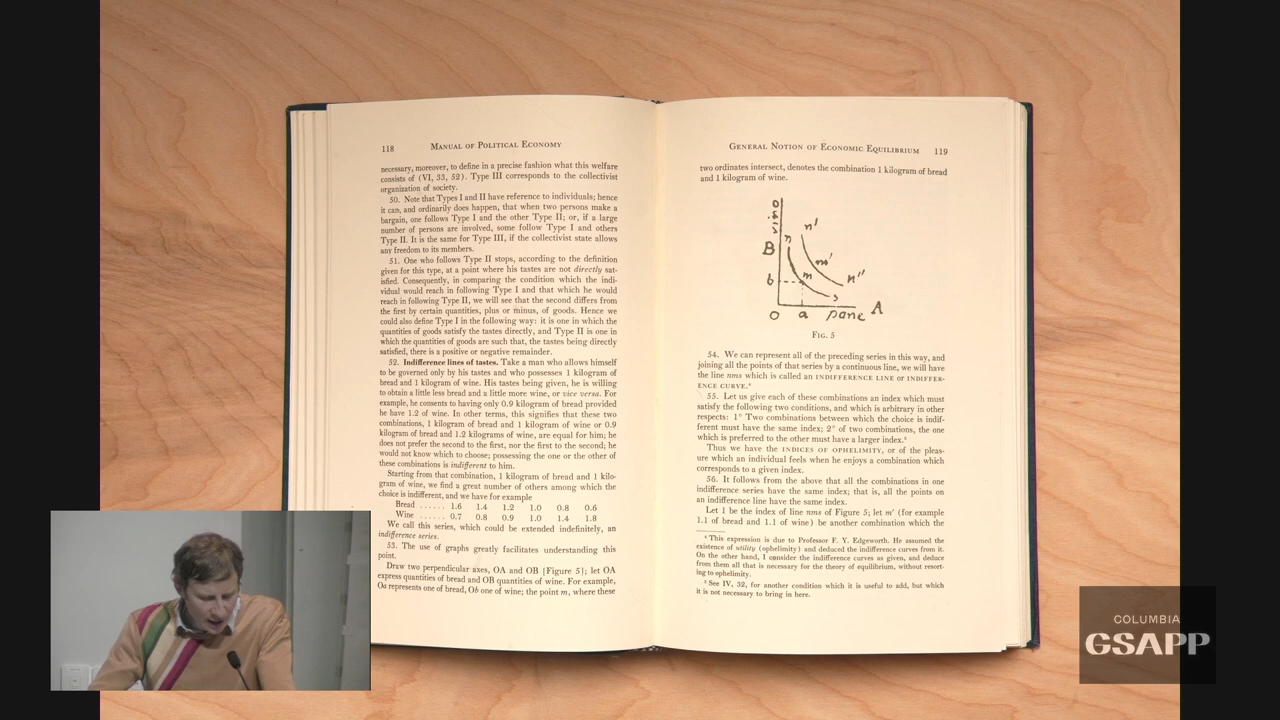 118 MANUAL OF POLITICAL ECONOMY
necessary, moreover, to define in a precise fashion what this welfare
consists of (VI, 33, 52). Type III corresponds to the collectivist
organization of society.
50. Note that Types I and II have reference to individuals; hence
it can, and ordinarily does happen, that when two persons make a
bargain, one follows Type I and the other Type II; or, if a large
number of persons are involved, some follow Type I and others
Type II. It is the same for Type III, if the collectivist state allows
any freedom to its members.
51. One who follows Type II stops, according to the definition
given for this type, at a point where his tastes are not directly sat-
isfied. Consequently, in comparing the condition which the indi-
vidual would reach in following Type I and that which he would
reach in following Type II, we will see that the second differs from
the first by certain quantities, plus or minus, of goods. Hence we
could also define Type I in the following way: it is one in which the
quantities of goods satisfy the tastes directly, and Type II is one in
which the quantities of goods are such that, the tastes being directly
satisfied, there is a positive or negative remainder.
52. Indifference lines of tastes. Take a man who allows himself
to be governed only by his tastes and who possesses 1 kilogram of
bread and 1 kilogram of wine. His tastes being given, he is willing
to obtain a little less bread and a little more wine, or vice versa. For
example, he consents to having only 0.9 kilogram of bread provided
he have 1.2 of wine. In other terms, this signifies that these two
combinations, 1 kilogram of bread and 1 kilogram of wine or 0.9
kilogram of bread and 1.2 kilograms of wine, are equal for him; he
does not prefer the second to the first, nor the first to the second; he
would not know which to choose; possessing the one or the other of
these combinations is indifferent to him.
Starting from that combination, 1 kilogram of bread and 1 kilo-
gram of wine, we find a great number of others among which the
choice is indifferent, and we have for example
Bread ...... 1.6 1.4 1.2 1.0 0.8 0.6
Wine ...... 0.7 0.8 0.9 1.0 1.4 1.8
We call this series, which could be extended indefinitely, an
indifference series.
53. The use of graphs greatly facilitates understanding this
point.
Draw two perpendicular axes, OA and OB [Figure 5]; let OA
express quantities of bread and OB quantities of wine. For example,
Oa represents one of bread, Ob one of wine; the point m, where these
GENERAL NOTION OF ECONOMIC EQUILIBRIUM 119
two ordinates intersect, denotes the combination 1 kilogram of bread
and 1 kilogram of wine.
n'
B n
m'
b m n''
s
O a pane A
FIG. 5
54. We can represent all of the preceding series in this way, and
joining all the points of that series by a continuous line, we will have
the line nms which is called an INDIFFERENCE LINE or INDIFFER-
ENCE CURVE.⁴
55. Let us give each of these combinations an index which must
satisfy the following two conditions, and which is arbitrary in other
respects: 1° Two combinations between which the choice is indif-
ferent must have the same index; 2° of two combinations, the one
which is preferred to the other must have a larger index.⁵
Thus we have the INDICES OF OPHELIMITY, or of the pleas-
ure which an individual feels when he enjoys a combination which
corresponds to a given index.
56. It follows from the above that all the combinations in one
indifference series have the same index; that is, all the points on
an indifference line have the same index.
Let 1 be the index of line nms of Figure 5; let m' (for example
1.1 of bread and 1.1 of wine) be another combination which the
⁴ This expression is due to Professor F. Y. Edgeworth. He assumed the
existence of utility (ophelimity) and deduced the indifference curves from it.
On the other hand, I consider the indifference curves as given, and deduce
from them all that is necessary for the theory of equilibrium, without resort-
ing to ophelimity.
⁵ See IV, 32, for another condition which it is useful to add, but which
it is not necessary to bring in here.
COLUMBIA
GSAPP